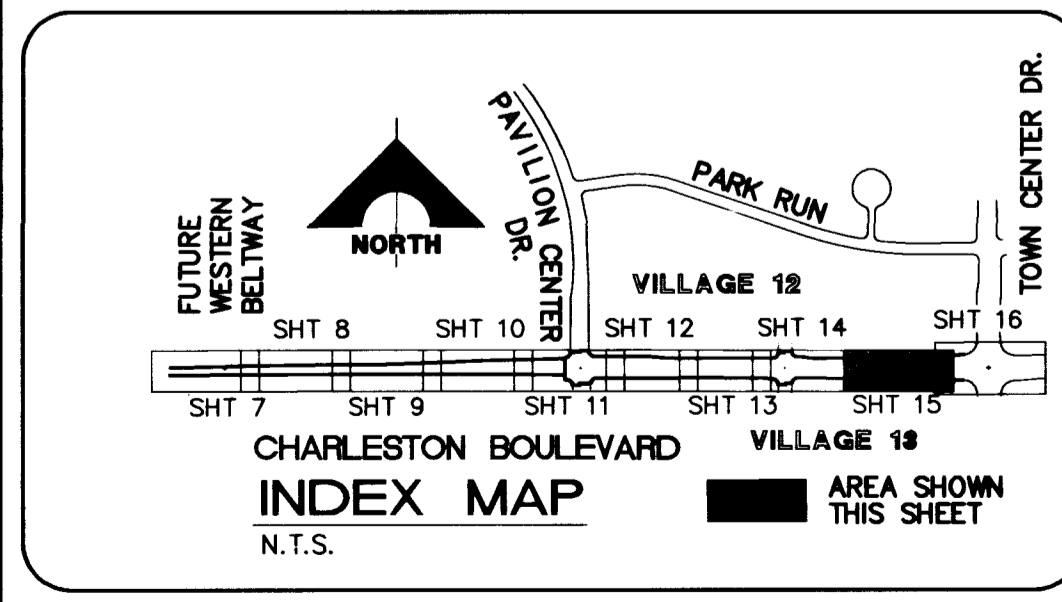 TOWN CENTER DR.
PAVILION CENTER
DR.
PARK RUN
FUTURE
WESTERN
BELTWAY
NORTH
VILLAGE 12
SHT 8
SHT 10
SHT 12
SHT 14
SHT 16
SHT 7
SHT 9
SHT 11
SHT 13
SHT 15
CHARLESTON BOULEVARD
VILLAGE 13
INDEX MAP
N.T.S.
AREA SHOWN
THIS SHEET